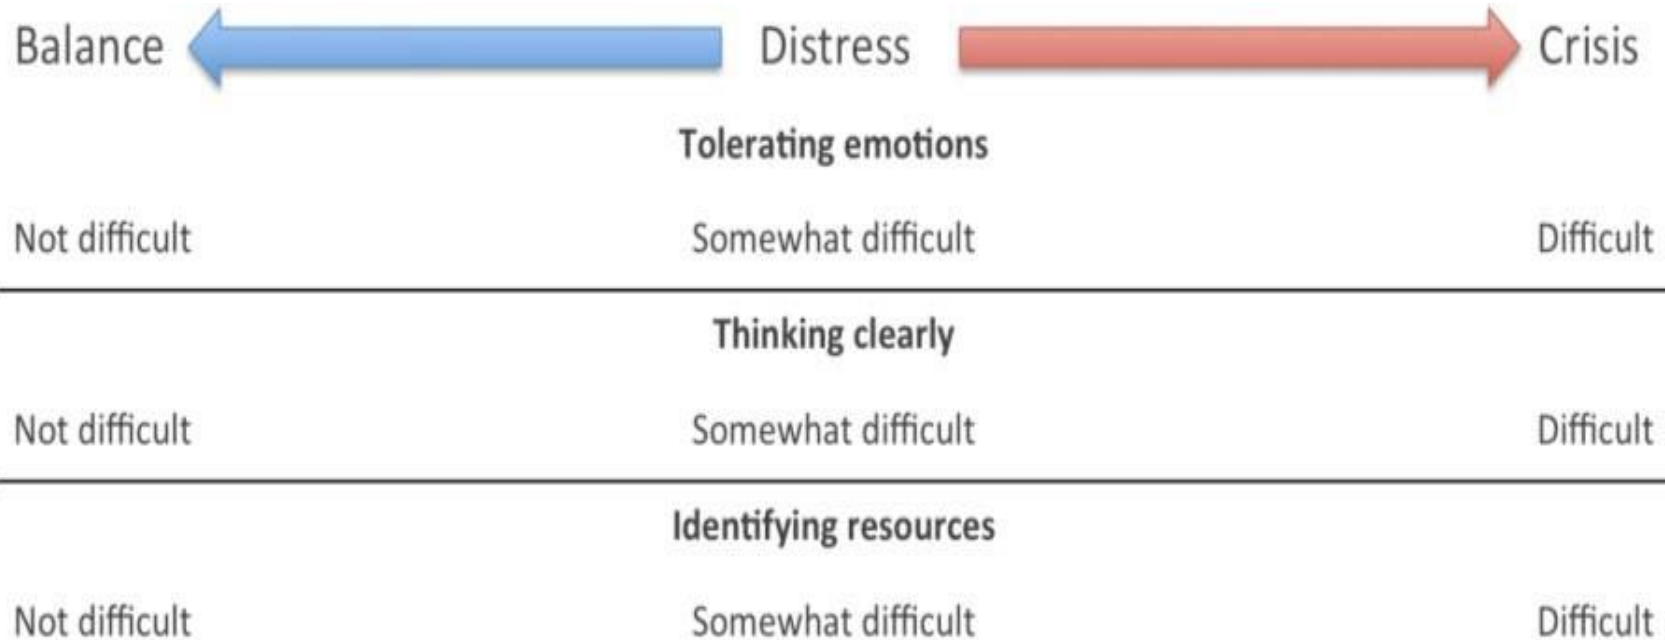 Balance Distress Crisis
Tolerating emotions
Not difficult Somewhat difficult Difficult
Thinking clearly
Not difficult Somewhat difficult Difficult
Identifying resources
Not difficult Somewhat difficult Difficult